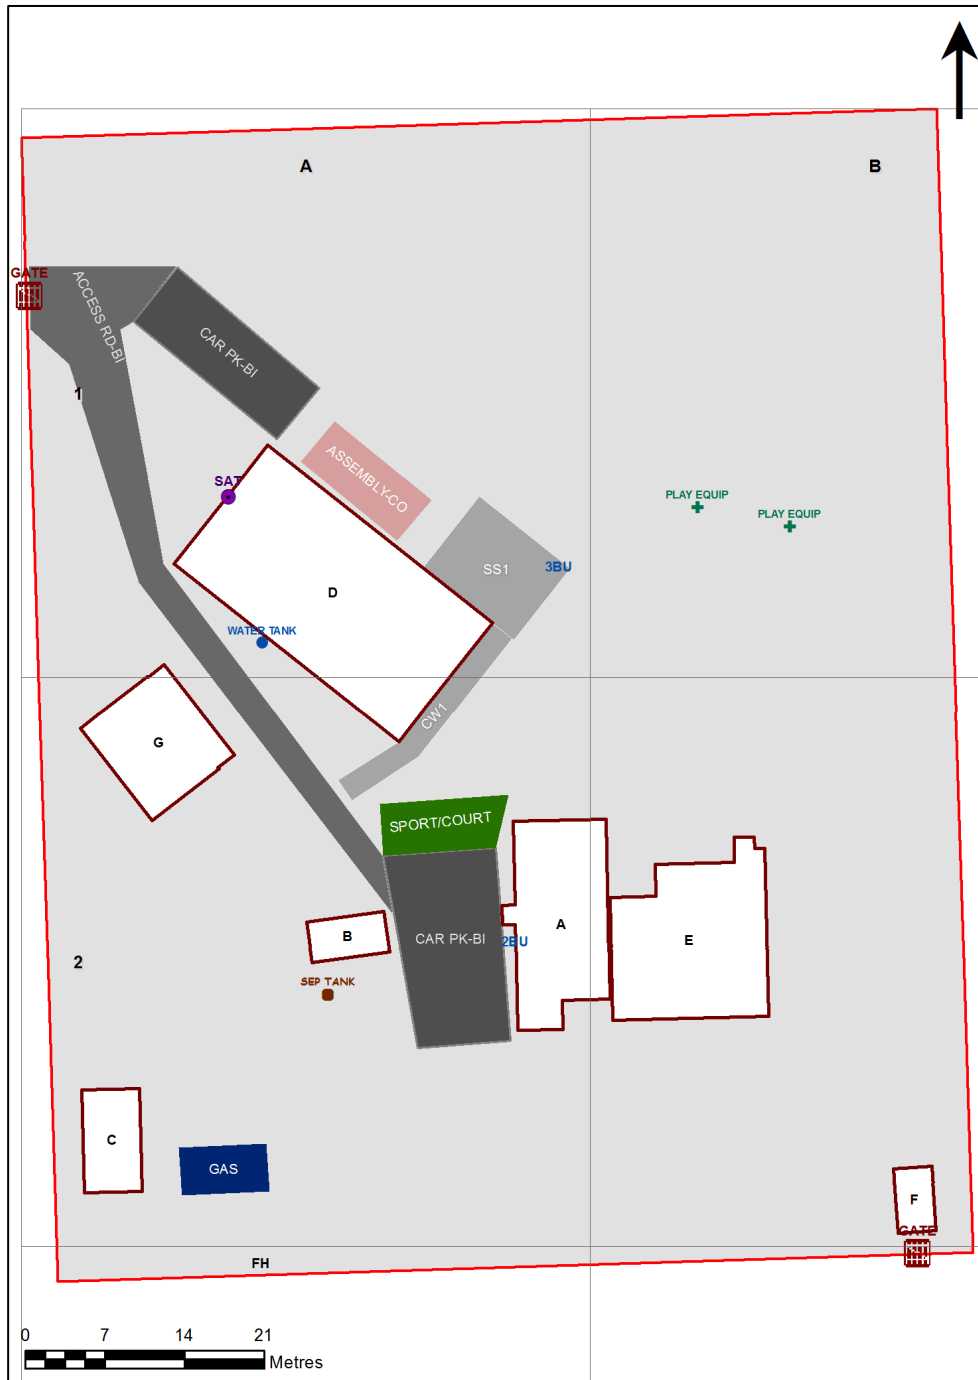 A
B
GATE
ACCESS RD-BI
CAR PK-BI
1
ASSEMBLY-CO
SAT
PLAY EQUIP
PLAY EQUIP
SS1
3BU
D
WATER TANK
CW1
G
SPORT/COURT
A
B
CAR PK-BI
2BU
E
2
SEP TANK
C
GAS
F
GATE
FH
0 7 14 21
Metres